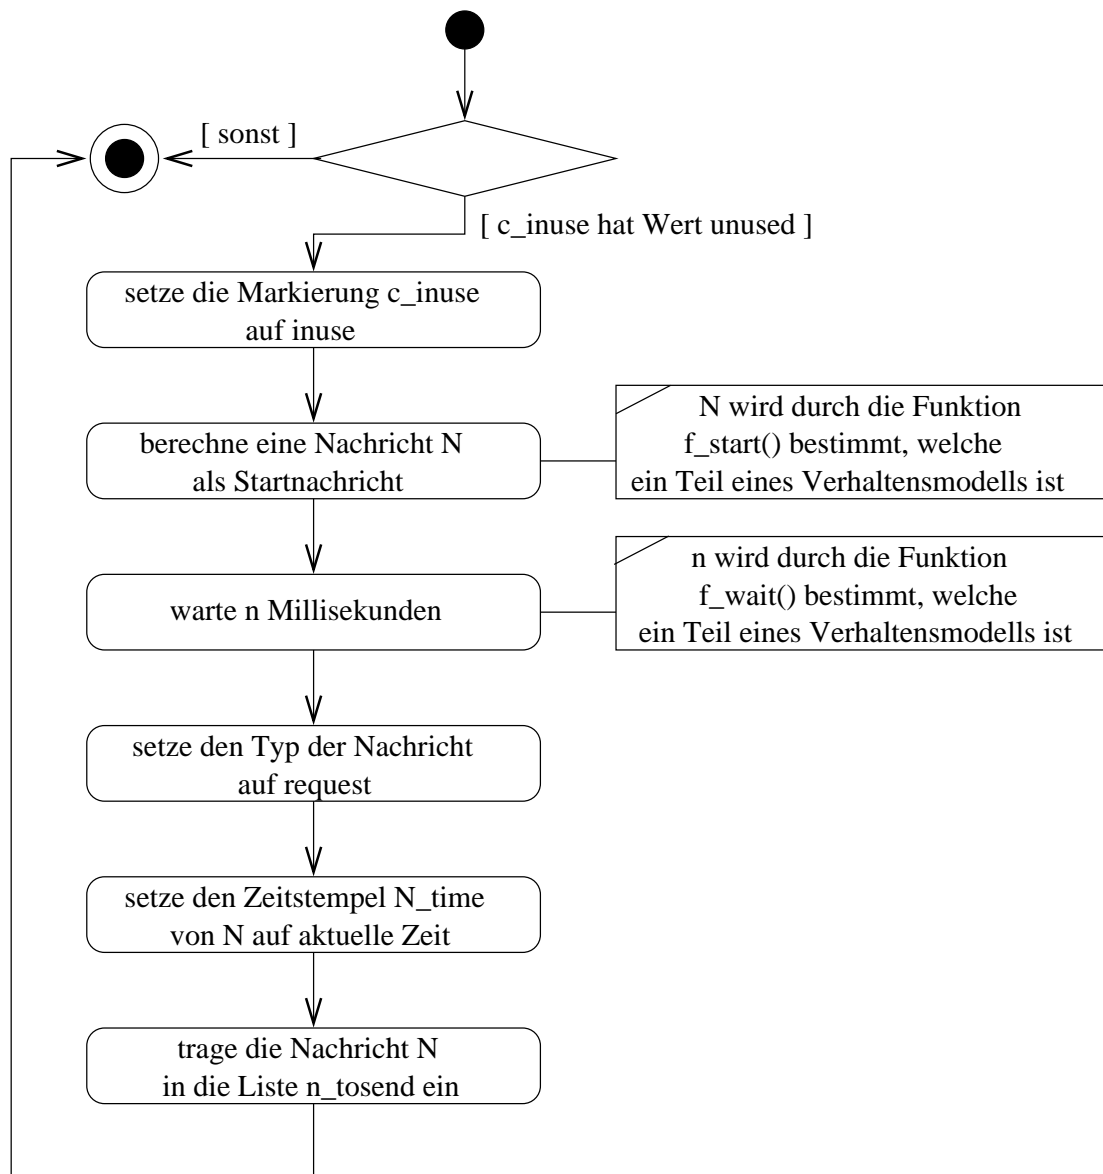 [ sonst ]
[ c_inuse hat Wert unused ]
setze die Markierung c_inuse
auf inuse
berechne eine Nachricht N
als Startnachricht
N wird durch die Funktion
f_start() bestimmt, welche
ein Teil eines Verhaltensmodells ist
warte n Millisekunden
n wird durch die Funktion
f_wait() bestimmt, welche
ein Teil eines Verhaltensmodells ist
setze den Typ der Nachricht
auf request
setze den Zeitstempel N_time
von N auf aktuelle Zeit
trage die Nachricht N
in die Liste n_tosend ein